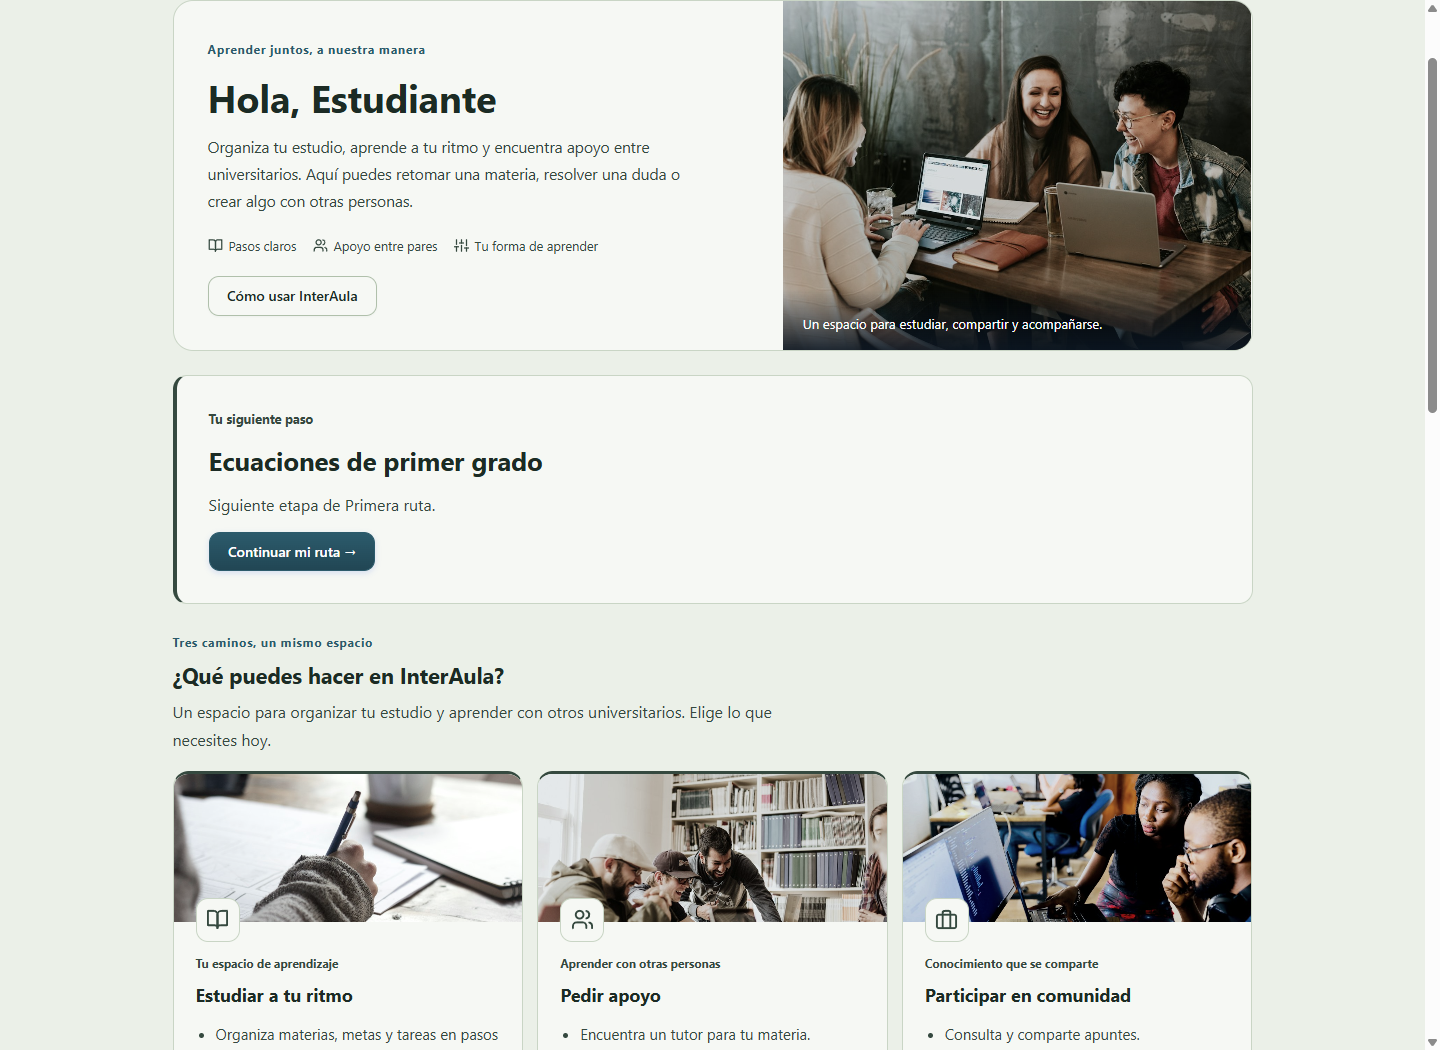 Aprender juntos, a nuestra manera
Hola, Estudiante
Organiza tu estudio, aprende a tu ritmo y encuentra apoyo entre
universitarios. Aquí puedes retomar una materia, resolver una duda o
crear algo con otras personas.
Pasos claros Apoyo entre pares Tu forma de aprender
Cómo usar InterAula
Un espacio para estudiar, compartir y acompañarse.
Tu siguiente paso
Ecuaciones de primer grado
Siguiente etapa de Primera ruta.
Continuar mi ruta →
Tres caminos, un mismo espacio
¿Qué puedes hacer en InterAula?
Un espacio para organizar tu estudio y aprender con otros universitarios. Elige lo que
necesites hoy.
Tu espacio de aprendizaje
Estudiar a tu ritmo
• Organiza materias, metas y tareas en pasos
Aprender con otras personas
Pedir apoyo
• Encuentra un tutor para tu materia.
Conocimiento que se comparte
Participar en comunidad
• Consulta y comparte apuntes.